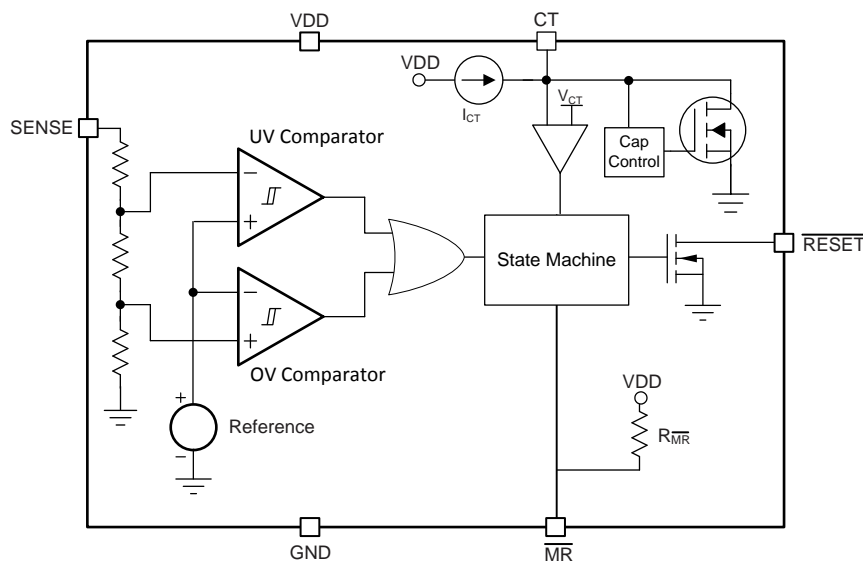 VDD
CT
VDD
I_CT
V_CT
SENSE
UV Comparator
Cap
Control
−
+
State Machine
RESET
−
+
OV Comparator
VDD
+
Reference
R_MR
−
GND
MR